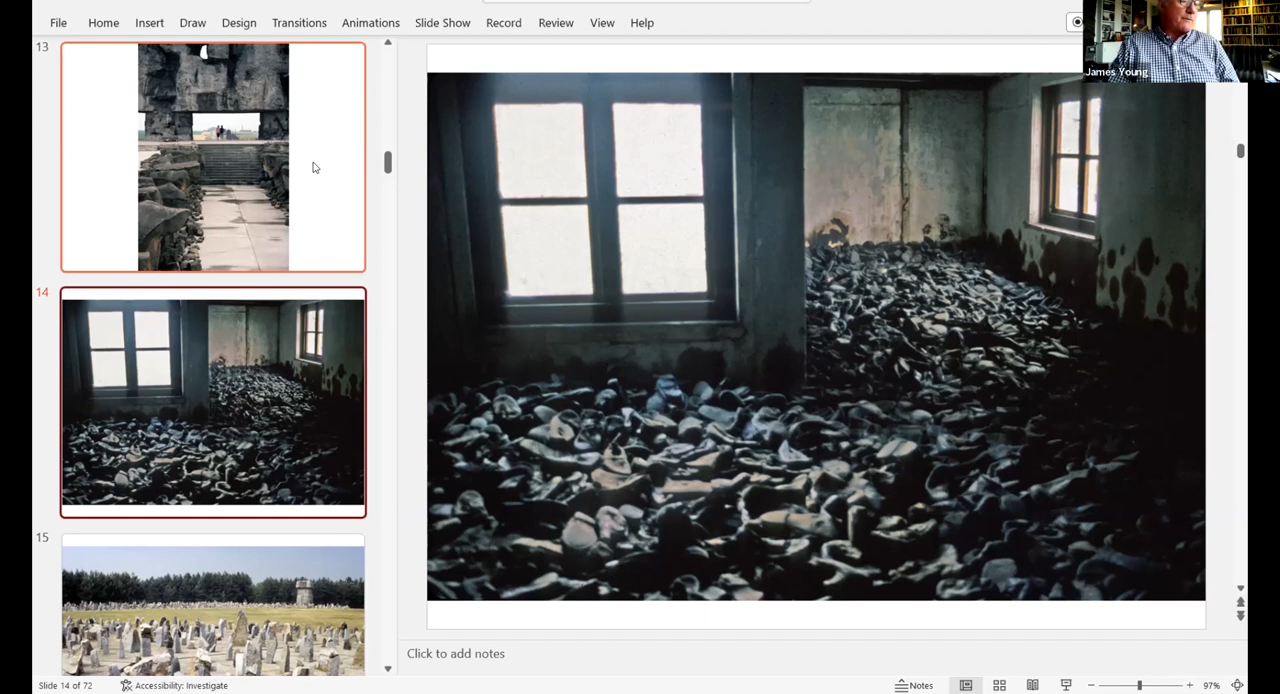 File Home Insert Draw Design Transitions Animations Slide Show Record Review View Help
James Young
13
14
15
Click to add notes
Slide 14 of 72 Accessibility: Investigate Notes 97%